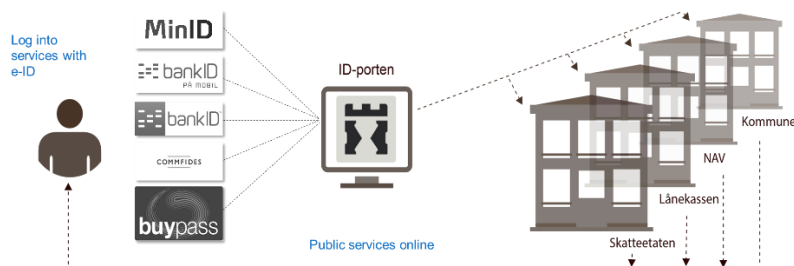 Log into
services with
e-ID
MinID
bankID
PÅ MOBIL
bankID
COMMFIDES
buypass
ID-porten
Public services online
Kommune
NAV
Lånekassen
Skatteetaten